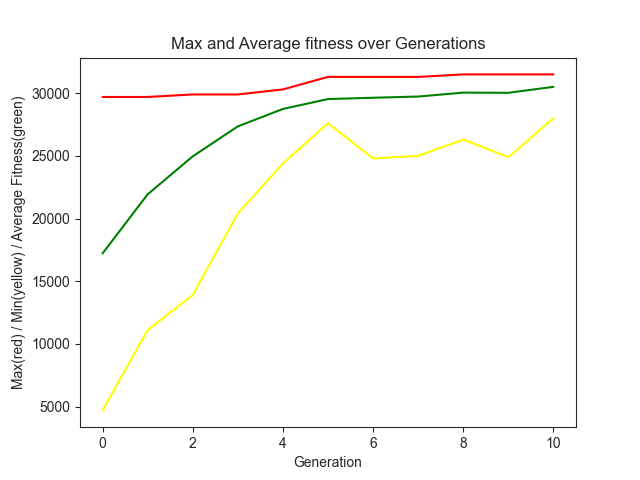 Max and Average fitness over Generations
Max(red) / Min(yellow) / Average Fitness(green)
30000
25000
20000
15000
10000
5000
0 2 4 6 8 10
Generation